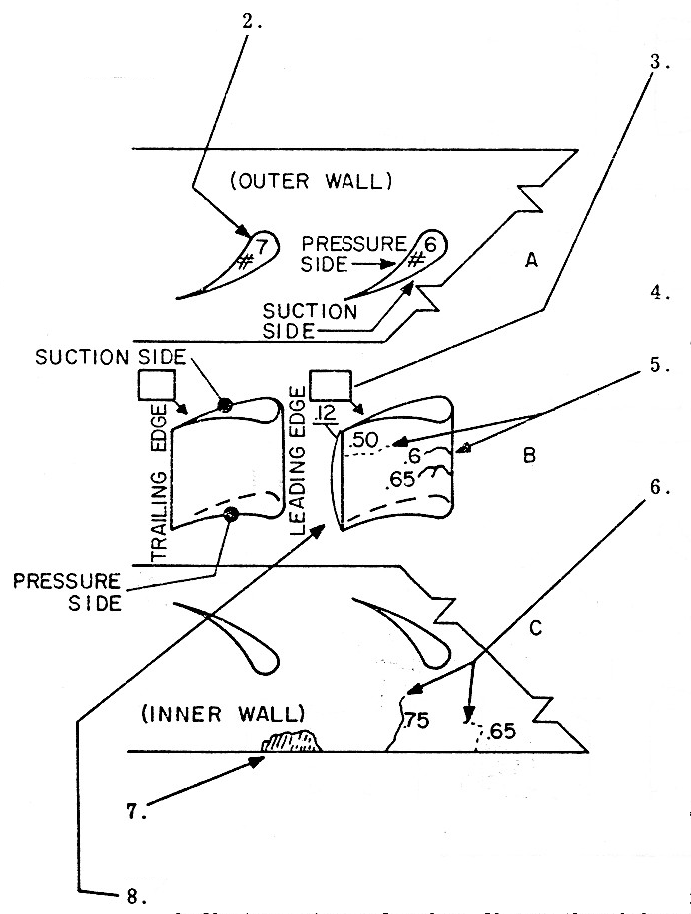 2.
3.
(OUTER WALL)
7
#
PRESSURE
SIDE
6
#
A
SUCTION
SIDE
4.
SUCTION SIDE
5.
TRAILING EDGE
LEADING EDGE
.12
.50
.6
.65
B
6.
PRESSURE
SIDE
C
(INNER WALL)
.75
.65
7.
8.